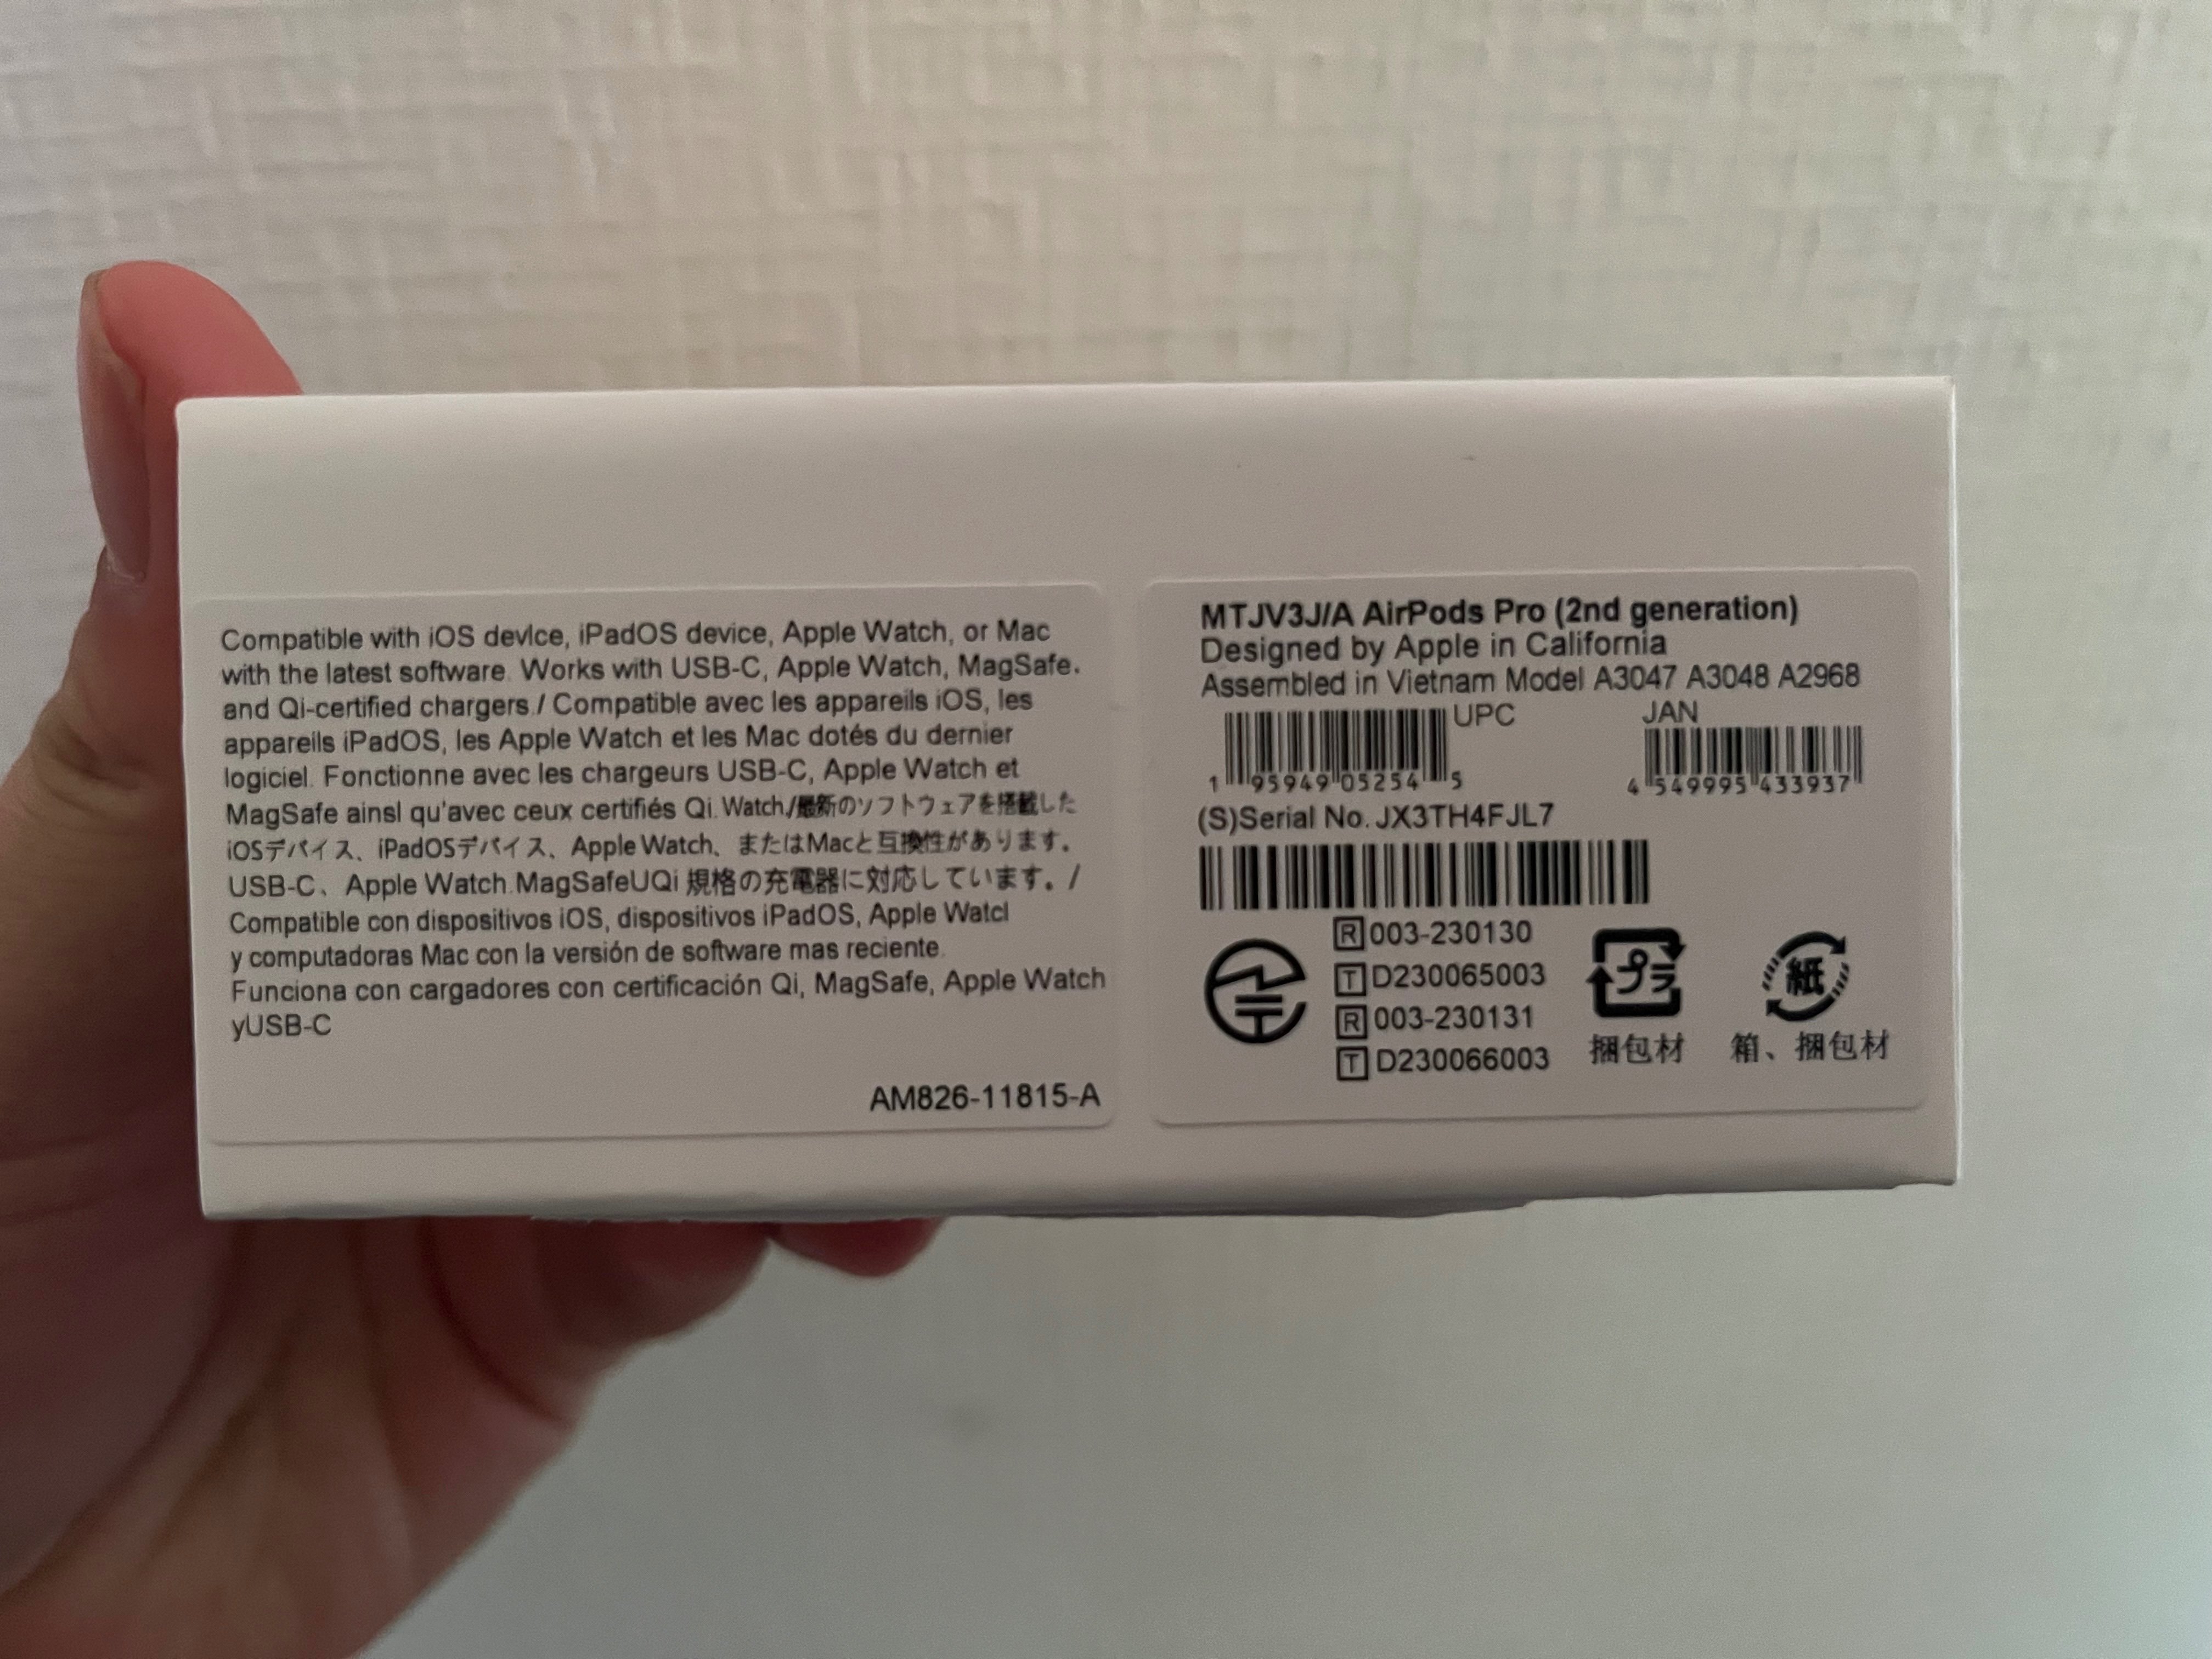 Compatible with iOS devlce, iPadOS device, Apple Watch, or Mac
with the latest software. Works with USB-C, Apple Watch, MagSafe.
and Qi-certified chargers./ Compatible avec les appareils iOS, les
appareils iPadOS, les Apple Watch et les Mac dotés du dernier
logiciel. Fonctionne avec les chargeurs USB-C, Apple Watch et
MagSafe ainsl qu'avec ceux certifiés Qi. Watch/最新のソフトウェアを搭載した
iOSデバイス、iPadOSデバイス、Apple Watch、またはMacと互換性があります。
USB-C、Apple Watch.MagSafeUQi 規格の充電器に対応しています。/
Compatible con dispositivos iOS, dispositivos iPadOS, Apple Watcl
y computadoras Mac con la versión de software mas reciente.
Funciona con cargadores con certificación Qi, MagSafe, Apple Watch
yUSB-C
AM826-11815-A
MTJV3J/A AirPods Pro (2nd generation)
Designed by Apple in California
Assembled in Vietnam Model A3047 A3048 A2968
UPC
1 95949 05254 5
JAN
4 549995 433937
(S)Serial No. JX3TH4FJL7
R 003-230130
T D230065003
R 003-230131
T D230066003
プラ
捆包材
紙
箱、捆包材